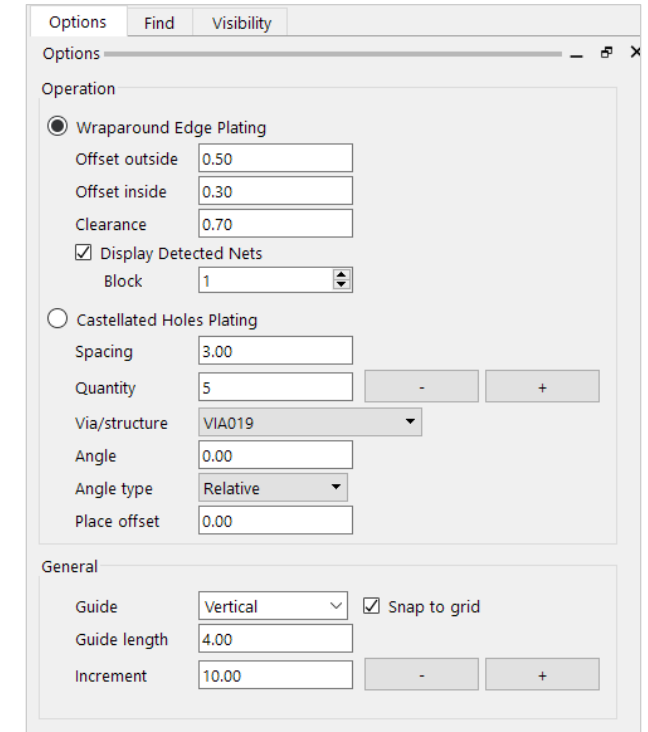 Options Find Visibility
Options
Operation
Wraparound Edge Plating
Offset outside 0.50
Offset inside 0.30
Clearance 0.70
Display Detected Nets
Block 1
Castellated Holes Plating
Spacing 3.00
Quantity 5 - +
Via/structure VIA019
Angle 0.00
Angle type Relative
Place offset 0.00
General
Guide Vertical Snap to grid
Guide length 4.00
Increment 10.00 - +